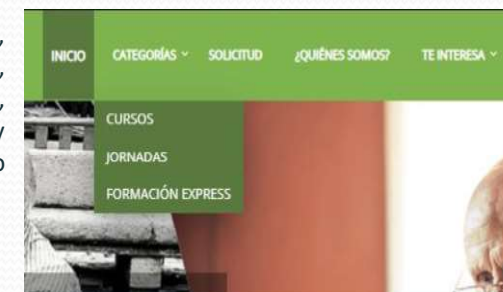 INICIO CATEGORÍAS SOLICITUD ¿QUIÉNES SOMOS? TE INTERESA
CURSOS
JORNADAS
FORMACIÓN EXPRESS